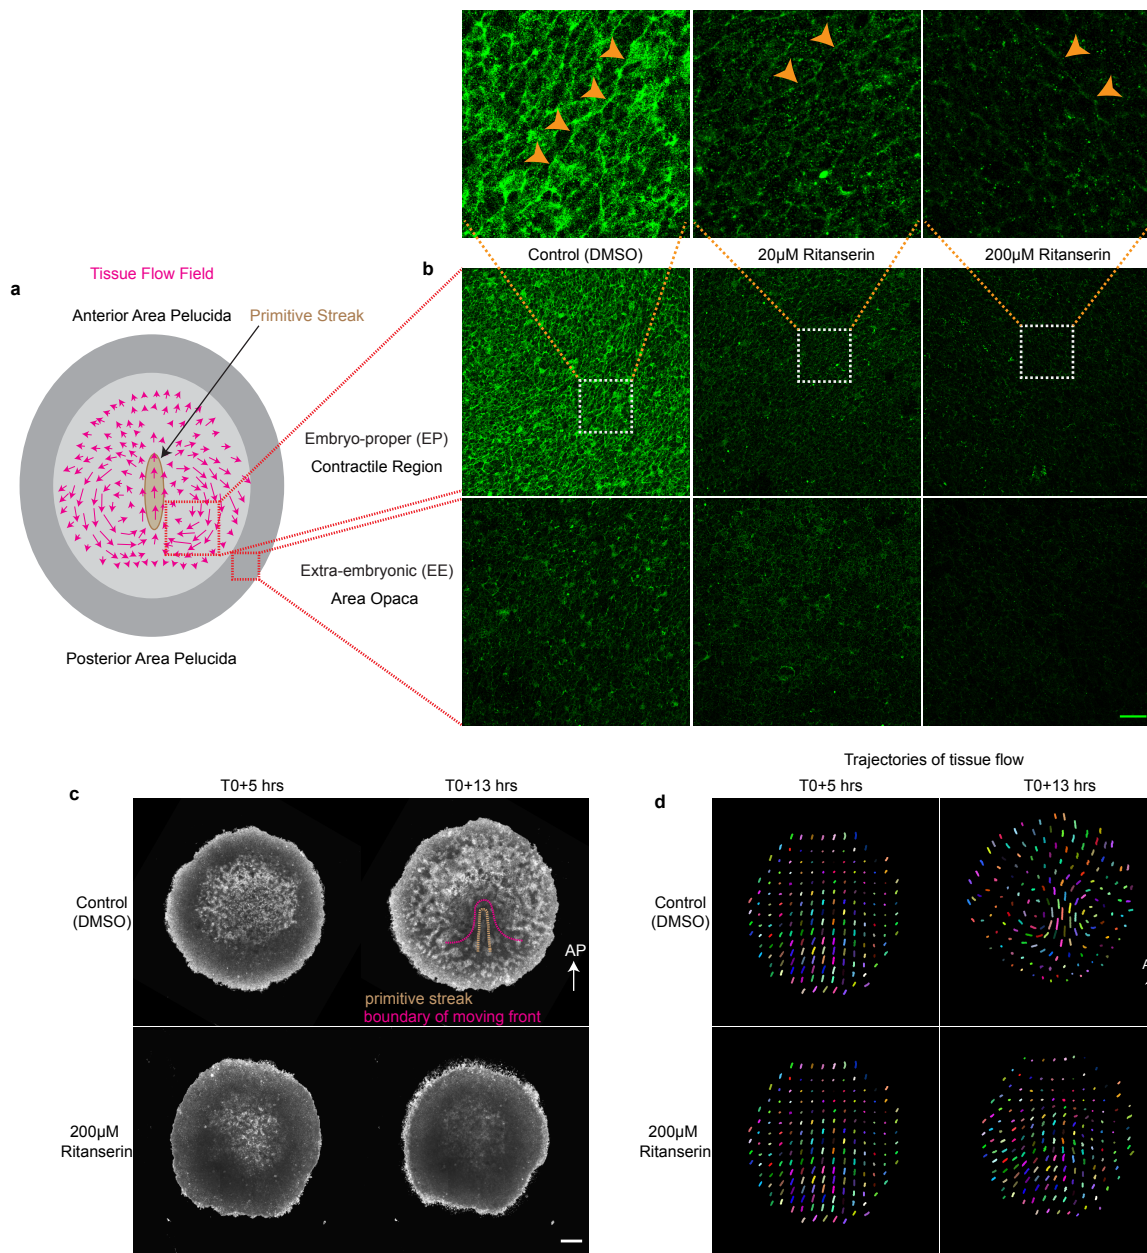 Control (DMSO)
20µM Ritanserin
200µM Ritanserin
Tissue Flow Field
b
a
Anterior Area Pelucida
Primitive Streak
Embryo-proper (EP)
Contractile Region
Extra-embryonic (EE)
Area Opaca
Posterior Area Pelucida
Trajectories of tissue flow
c
T0+5 hrs
T0+13 hrs
d
T0+5 hrs
T0+13 hrs
Control
(DMSO)
AP
primitive streak
boundary of moving front
Control
(DMSO)
A
200µM
Ritanserin
200µM
Ritanserin